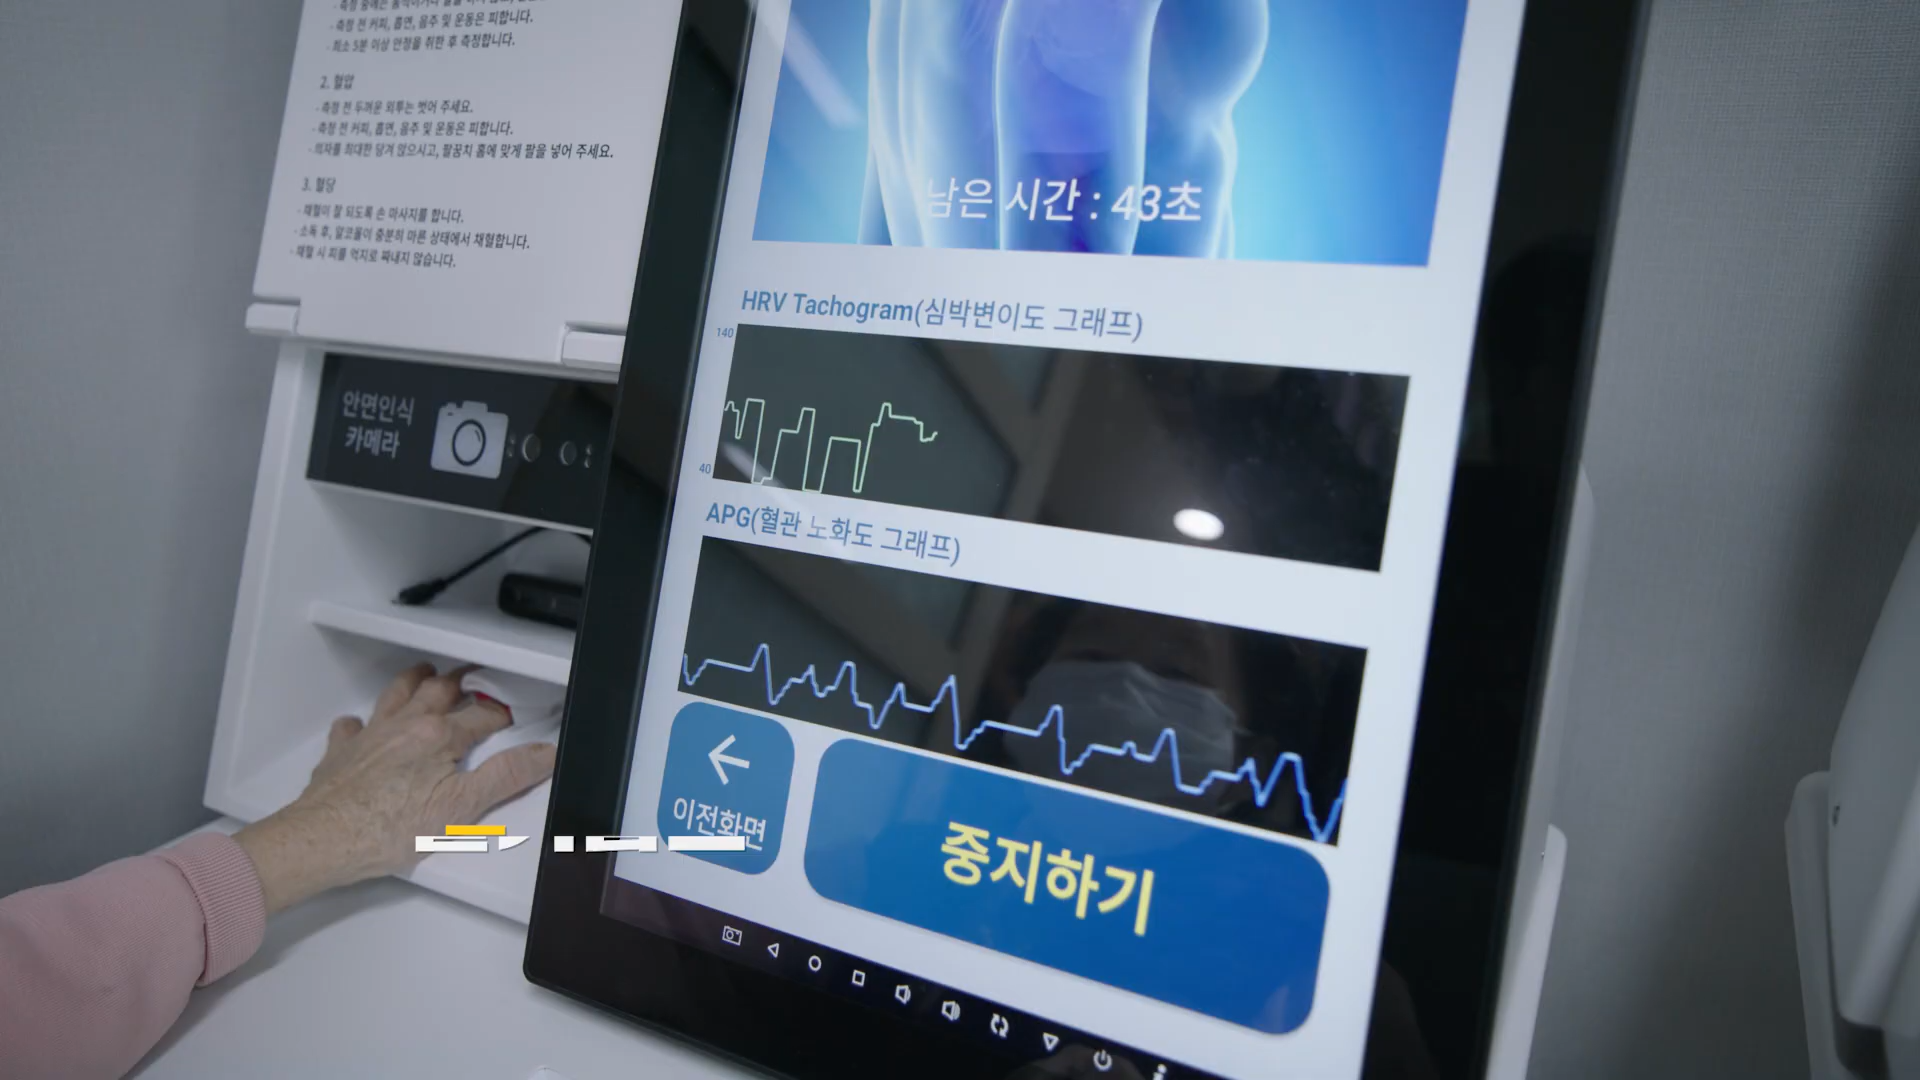 - 측정 전 커피, 흡연, 음주 및 운동은 피합니다.
- 최소 5분 이상 안정을 취한 후 측정합니다.
2. 혈압
- 측정 전 두꺼운 외투는 벗어 주세요.
- 측정 전 커피, 흡연, 음주 및 운동은 피합니다.
- 의자를 최대한 당겨 앉으시고, 팔꿈치 홈에 맞게 팔을 넣어 주세요.
3. 혈당
- 채혈이 잘 되도록 손 마사지를 합니다.
- 소독 후, 알코올이 충분히 마른 상태에서 채혈합니다.
- 채혈 시 피를 억지로 짜내지 않습니다.
안면인식
카메라
남은 시간 : 43초
HRV Tachogram(심박변이도 그래프)
140
40
APG(혈관 노화도 그래프)
이전화면
중지하기